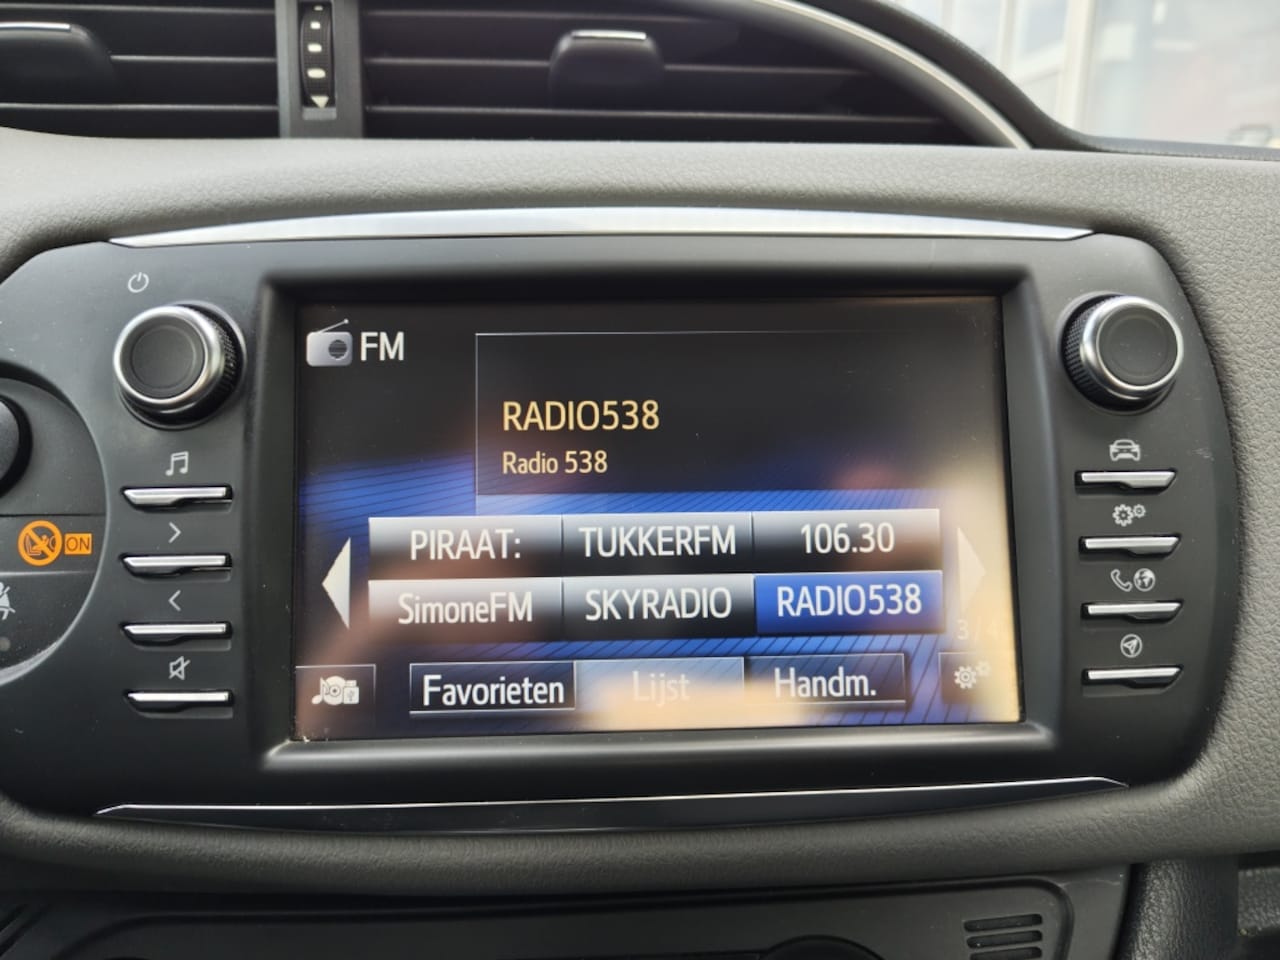 FM
RADIO538
Radio 538
PIRAAT: TUKKERFM 106.30
SimoneFM SKYRADIO RADIO538
Favorieten Lijst Handm.
ON